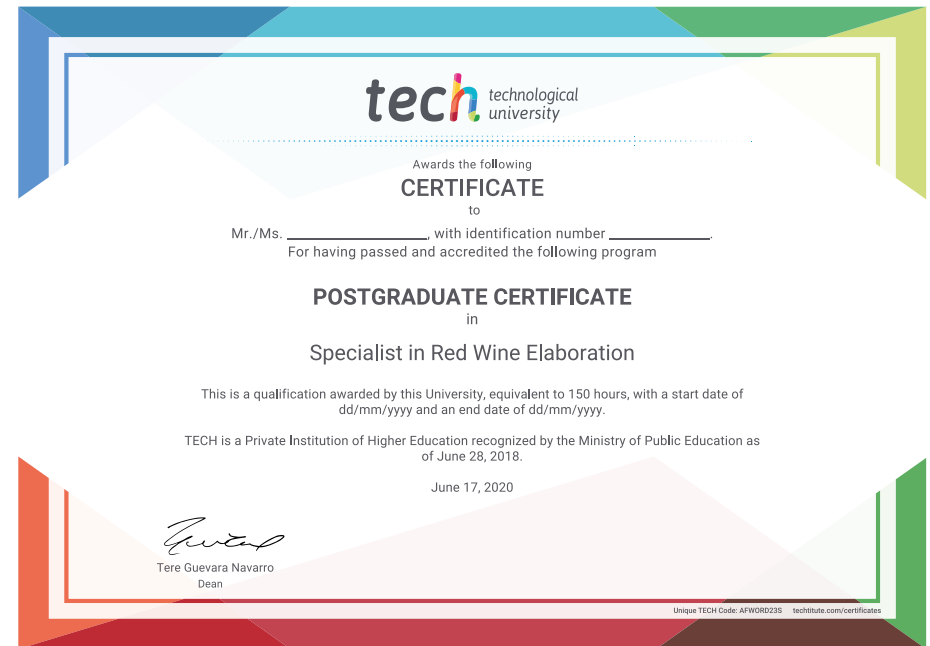 tech technological
university
Awards the following
CERTIFICATE
to
Mr./Ms. ____________________, with identification number ______________.
For having passed and accredited the following program
POSTGRADUATE CERTIFICATE
in
Specialist in Red Wine Elaboration
This is a qualification awarded by this University, equivalent to 150 hours, with a start date of
dd/mm/yyyy and an end date of dd/mm/yyyy.
TECH is a Private Institution of Higher Education recognized by the Ministry of Public Education as
of June 28, 2018.
June 17, 2020
Tere Guevara Navarro
Dean
Unique TECH Code: AFWORD23S techtitute.com/certificates